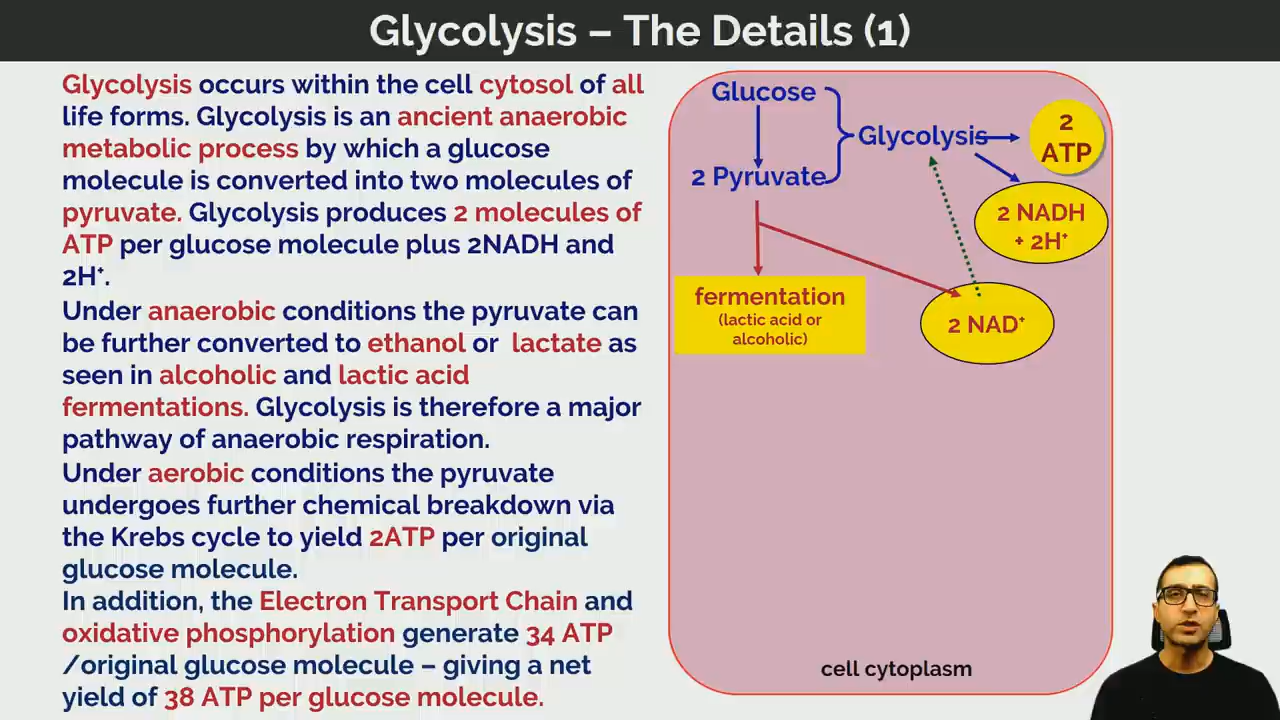 Glycolysis – The Details (1)
Glycolysis occurs within the cell cytosol of all
life forms. Glycolysis is an ancient anaerobic
metabolic process by which a glucose
molecule is converted into two molecules of
pyruvate. Glycolysis produces 2 molecules of
ATP per glucose molecule plus 2NADH and
2H⁺.
Under anaerobic conditions the pyruvate can
be further converted to ethanol or lactate as
seen in alcoholic and lactic acid
fermentations. Glycolysis is therefore a major
pathway of anaerobic respiration.
Under aerobic conditions the pyruvate
undergoes further chemical breakdown via
the Krebs cycle to yield 2ATP per original
glucose molecule.
In addition, the Electron Transport Chain and
oxidative phosphorylation generate 34 ATP
/original glucose molecule – giving a net
yield of 38 ATP per glucose molecule.
Glucose
2 Pyruvate
Glycolysis
2
ATP
2 NADH
+ 2H⁺
fermentation
(lactic acid or
alcoholic)
2 NAD⁺
cell cytoplasm